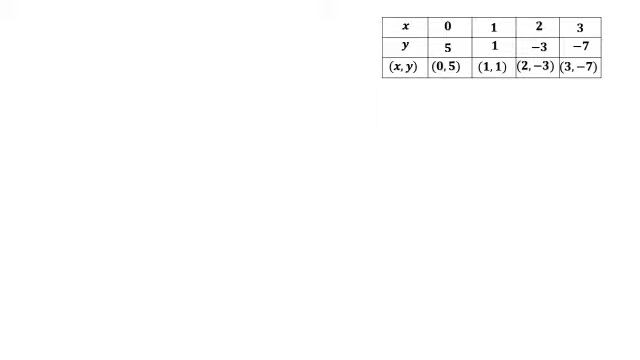 x 0 1 2 3
y 5 1 −3 −7
(x, y) (0, 5) (1, 1) (2, −3) (3, −7)